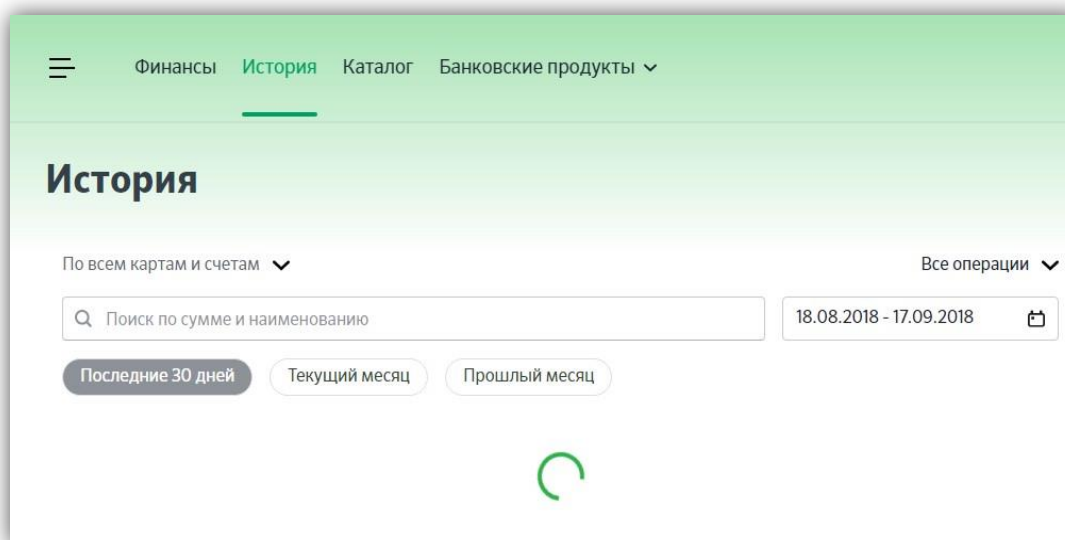 Финансы История Каталог Банковские продукты
История
По всем картам и счетам Все операции
Поиск по сумме и наименованию 18.08.2018 - 17.09.2018
Последние 30 дней Текущий месяц Прошлый месяц